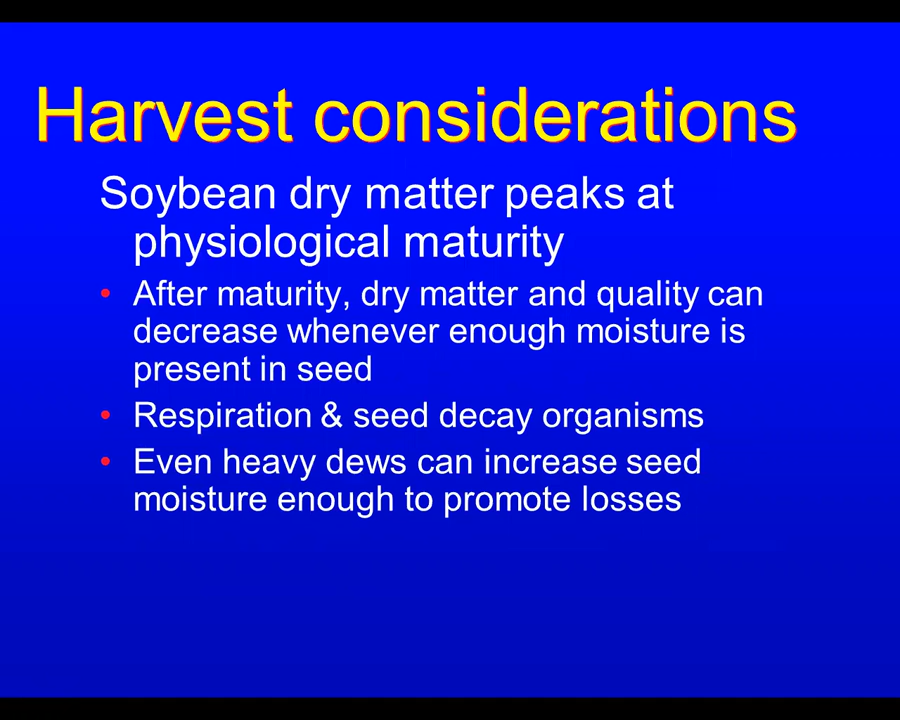 Harvest considerations
Soybean dry matter peaks at
physiological maturity
• After maturity, dry matter and quality can
decrease whenever enough moisture is
present in seed
• Respiration & seed decay organisms
• Even heavy dews can increase seed
moisture enough to promote losses